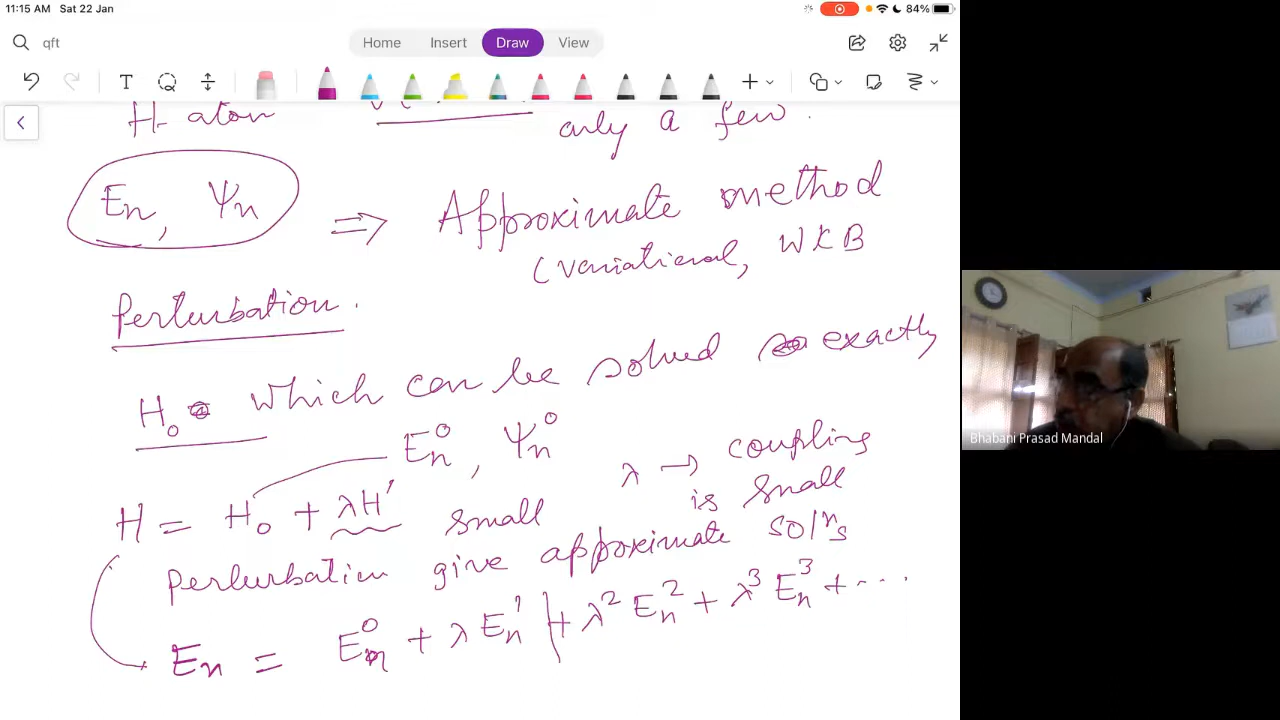 11:15 AM Sat 22 Jan 84%
qft Home Insert Draw View
H atom only a few.
En, Ψn ⇒ Approximate method
(variational, WKB
Perturbation.
H₀ which can be solved exactly
En⁰, Ψn⁰
λ → coupling
is small
H = H₀ + λH' small
Perturbation give approximate solⁿs
En = En⁰ + λEn¹ + λ²En² + λ³En³ + ...
Bhabani Prasad Mandal